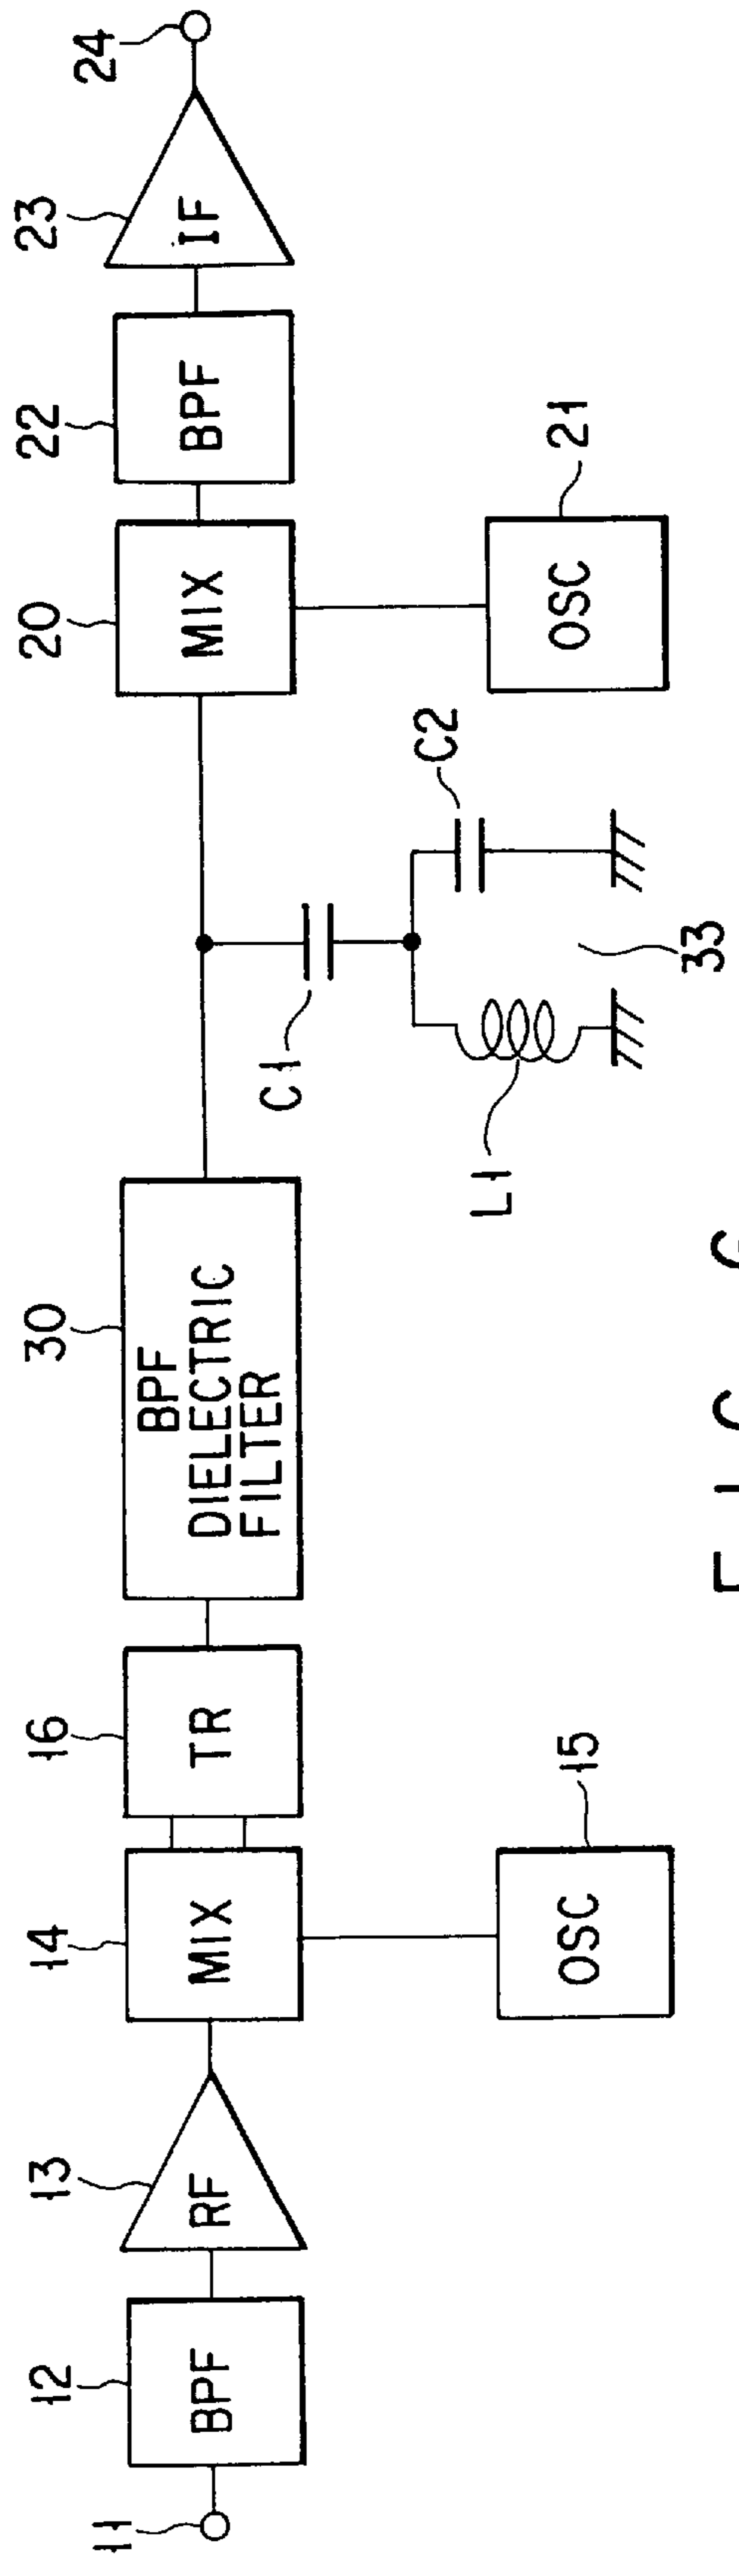 11
12
BPF
13
RF
14
MIX
15
OSC
16
TR
30
BPF
DIELECTRIC
FILTER
C1
L1
C2
33
20
MIX
21
OSC
22
BPF
23
IF
24